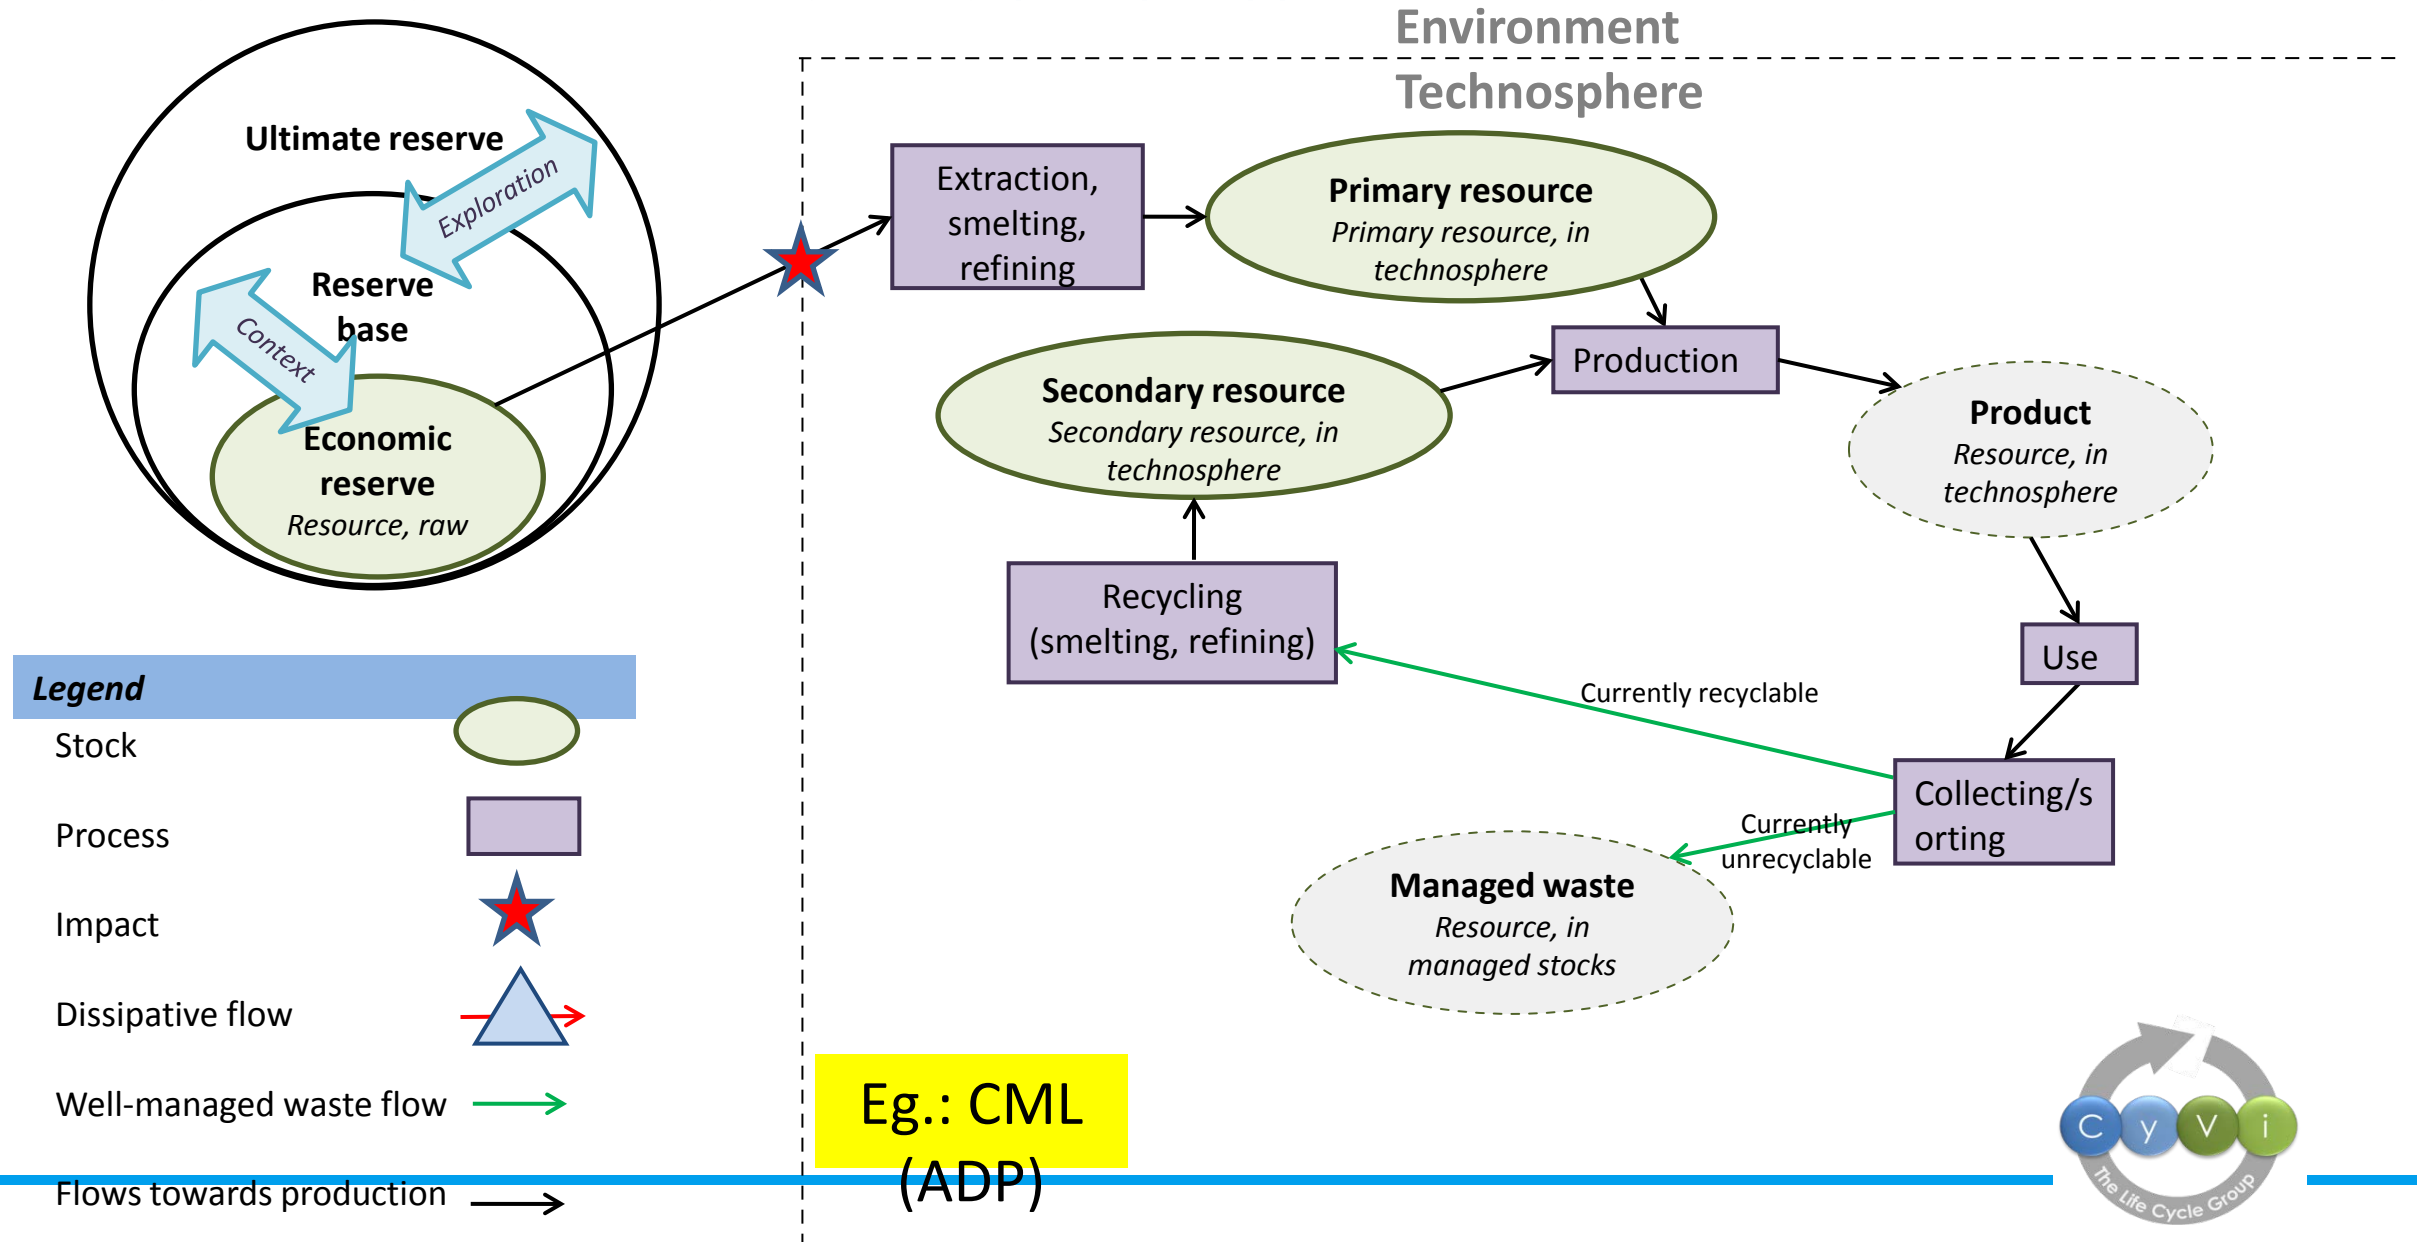 Environment
Technosphere
Ultimate reserve
Exploration
Reserve
base
Context
Economic
reserve
Resource, raw
Extraction,
smelting,
refining
Primary resource
Primary resource, in
technosphere
Production
Secondary resource
Secondary resource, in
technosphere
Product
Resource, in
technosphere
Recycling
(smelting, refining)
Use
Currently recyclable
Collecting/s
orting
Currently
unrecyclable
Managed waste
Resource, in
managed stocks
Legend
Stock
Process
Impact
Dissipative flow
Well-managed waste flow
Flows towards production
Eg.: CML
(ADP)
C y V i
The Life Cycle Group